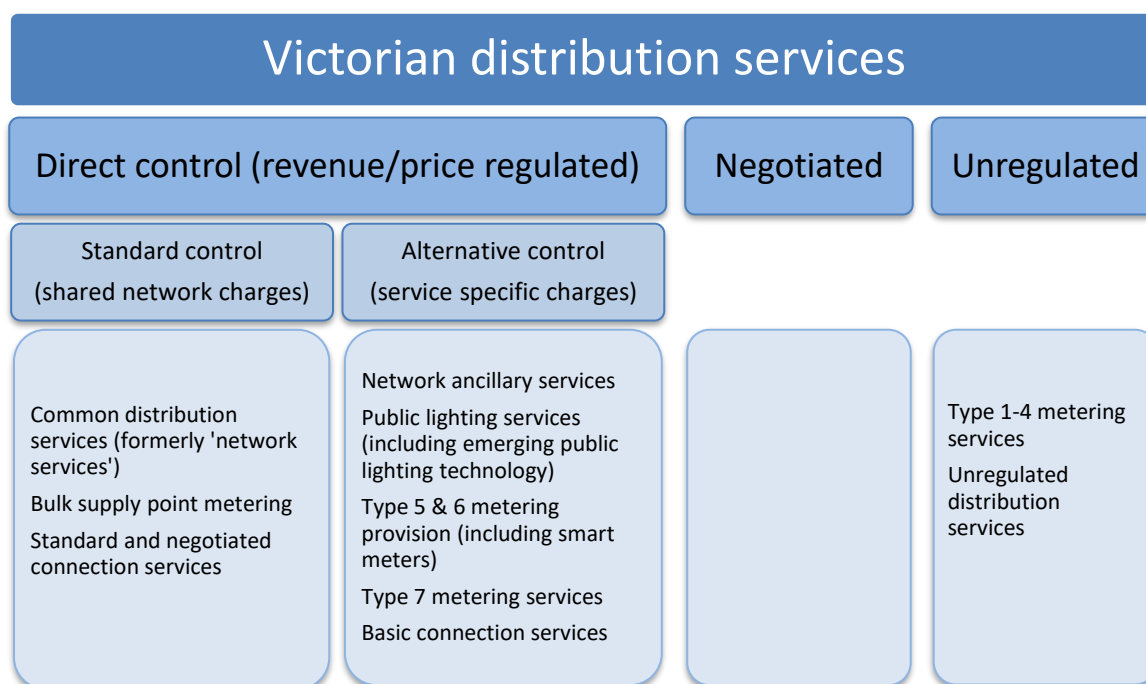 Victorian distribution services
Direct control (revenue/price regulated)
Negotiated
Unregulated
Standard control
(shared network charges)
Alternative control
(service specific charges)
Common distribution
services (formerly 'network
services')
Bulk supply point metering
Standard and negotiated
connection services
Network ancillary services
Public lighting services
(including emerging public
lighting technology)
Type 5 & 6 metering
provision (including smart
meters)
Type 7 metering services
Basic connection services
Type 1-4 metering
services
Unregulated
distribution
services